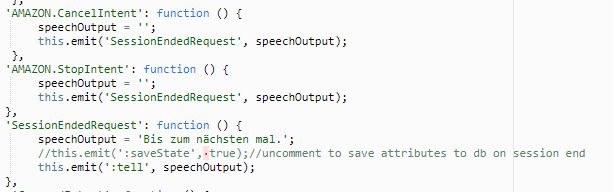 'AMAZON.CancelIntent': function () {
speechOutput = '';
this.emit('SessionEndedRequest', speechOutput);
},
'AMAZON.StopIntent': function () {
speechOutput = '';
this.emit('SessionEndedRequest', speechOutput);
},
'SessionEndedRequest': function () {
speechOutput = 'Bis zum nächsten mal.';
//this.emit(':saveState',·true);//uncomment to save attributes to db on session end
this.emit(':tell', speechOutput);
},